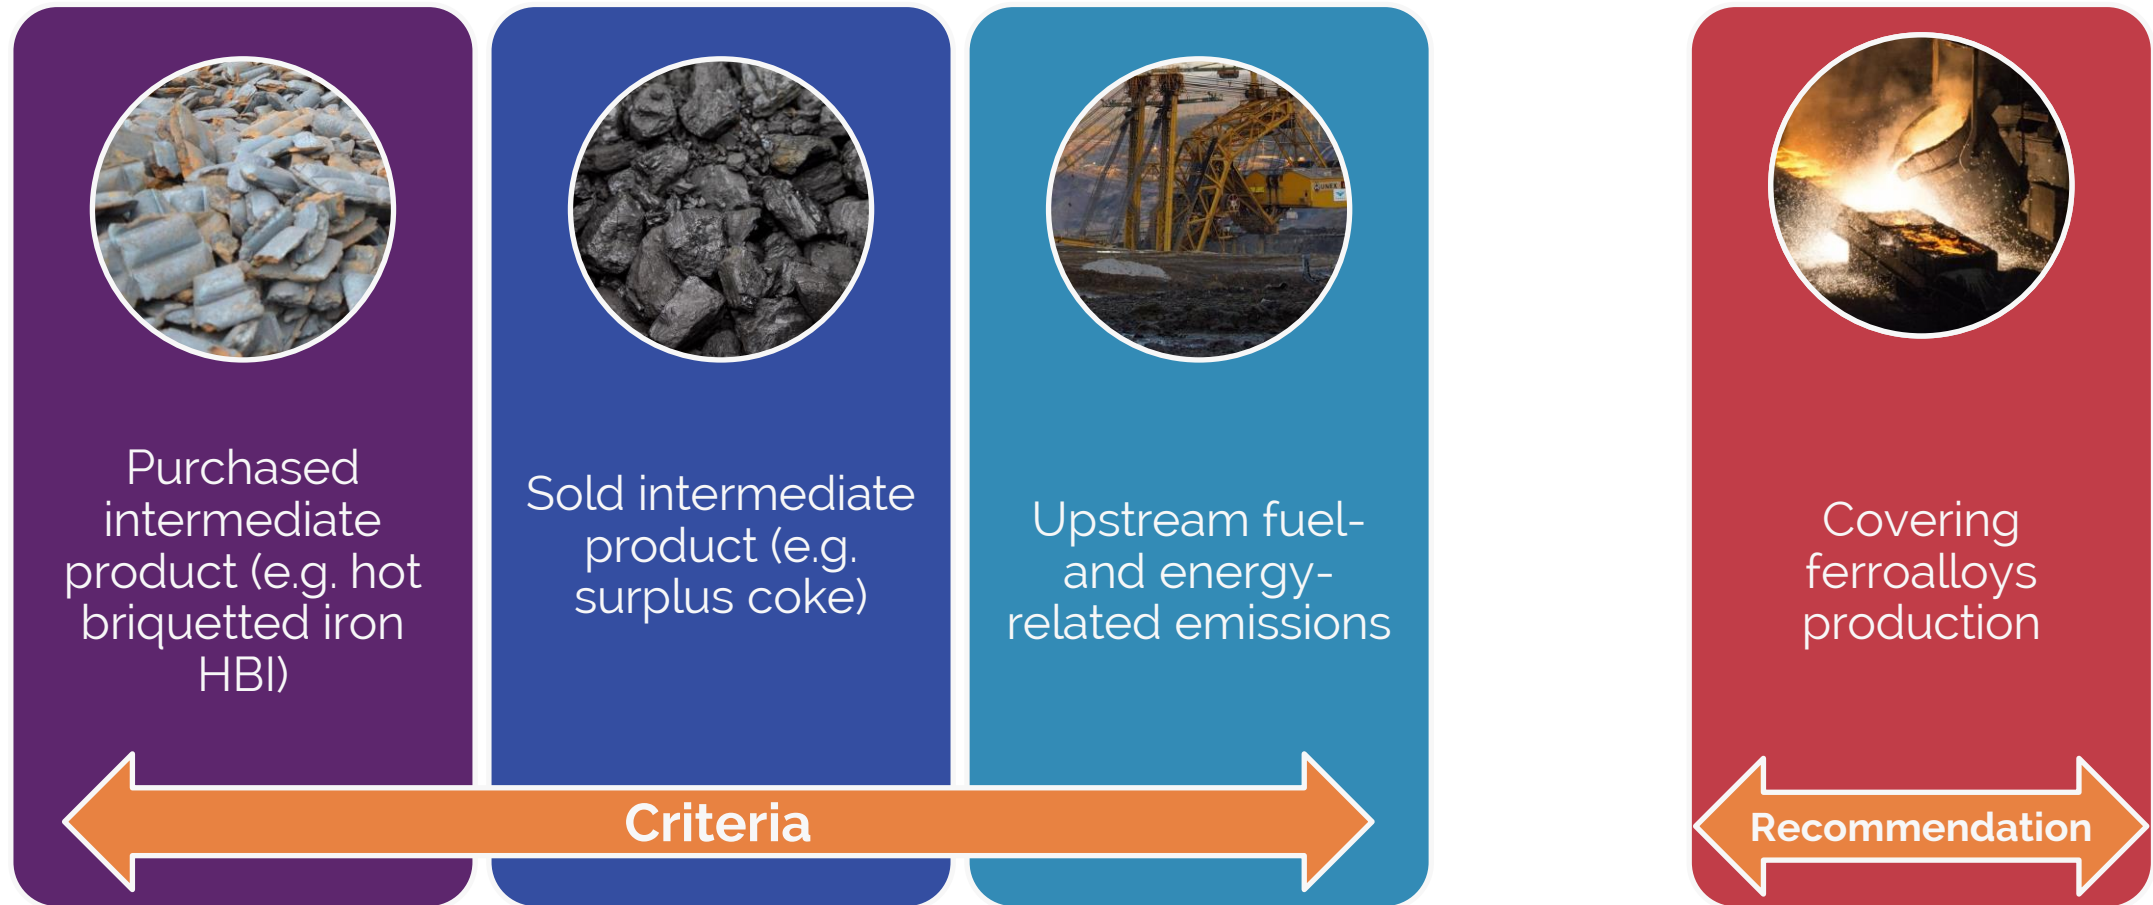 Purchased
intermediate
product (e.g. hot
briquetted iron
HBI)
Sold intermediate
product (e.g.
surplus coke)
Upstream fuel-
and energy-
related emissions
Covering
ferroalloys
production
Criteria
Recommendation